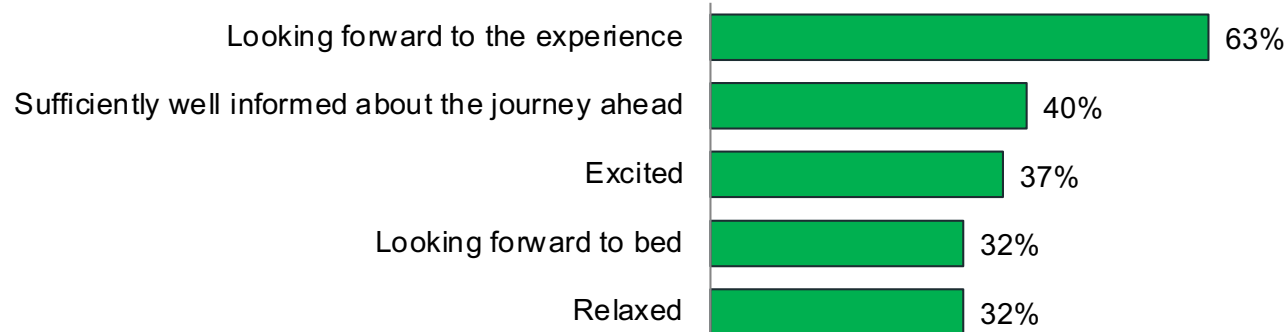 Looking forward to the experience 63%
Sufficiently well informed about the journey ahead 40%
Excited 37%
Looking forward to bed 32%
Relaxed 32%